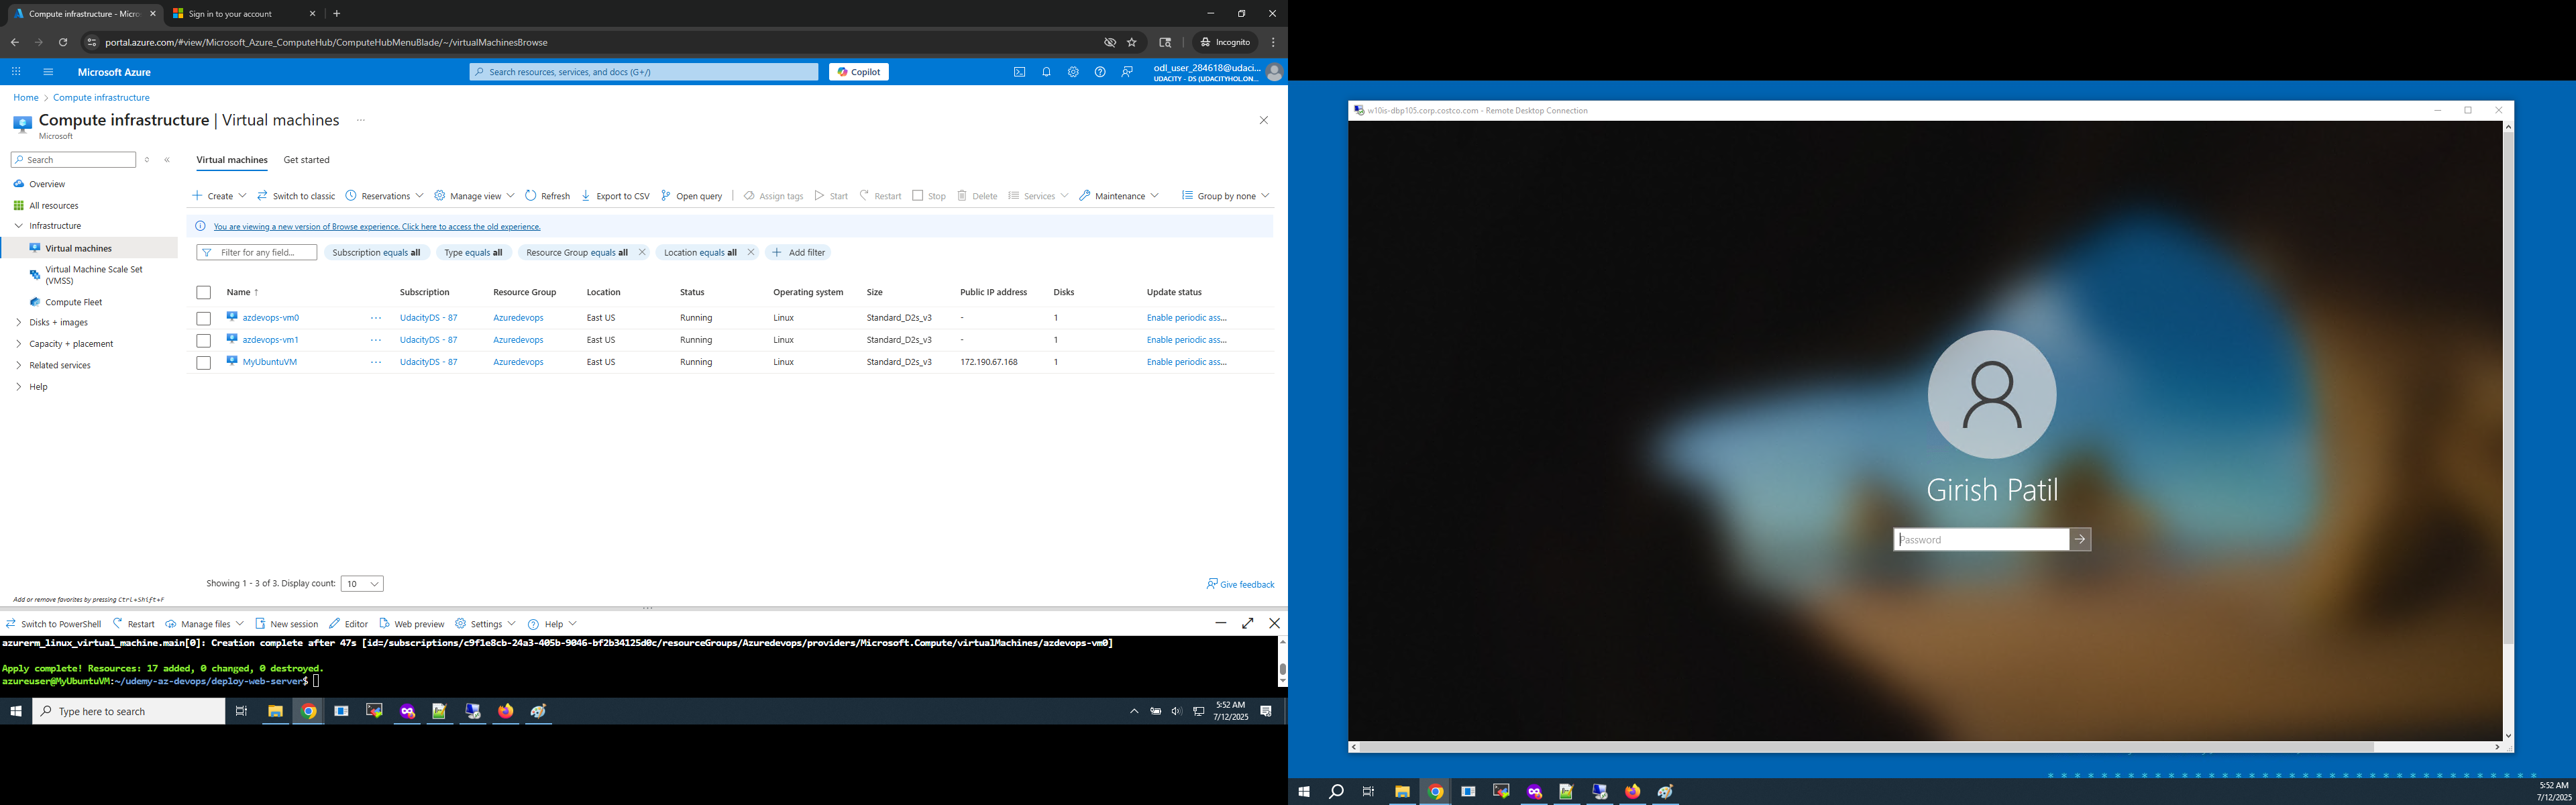 Compute infrastructure - Micro
Sign in to your account
portal.azure.com/#view/Microsoft_Azure_ComputeHub/ComputeHubMenuBlade/~/virtualMachinesBrowse
Incognito
Microsoft Azure
Search resources, services, and docs (G+/)
Copilot
odl_user_284618@udaci...
UDACITY - DS (UDACITYHOL.ON...
Home > Compute infrastructure
Compute infrastructure | Virtual machines ...
Microsoft
Search
Overview
All resources
Infrastructure
Virtual machines
Virtual Machine Scale Set
(VMSS)
Compute Fleet
Disks + images
Capacity + placement
Related services
Help
Add or remove favorites by pressing Ctrl+Shift+F
Virtual machines Get started
Create Switch to classic Reservations Manage view Refresh Export to CSV Open query Assign tags Start Restart Stop Delete Services Maintenance Group by none
You are viewing a new version of Browse experience. Click here to access the old experience.
Filter for any field... Subscription equals all Type equals all Resource Group equals all Location equals all Add filter
Name ↑ Subscription Resource Group Location Status Operating system Size Public IP address Disks Update status
azdevops-vm0 ... UdacityDS - 87 Azuredevops East US Running Linux Standard_D2s_v3 - 1 Enable periodic ass...
azdevops-vm1 ... UdacityDS - 87 Azuredevops East US Running Linux Standard_D2s_v3 - 1 Enable periodic ass...
MyUbuntuVM ... UdacityDS - 87 Azuredevops East US Running Linux Standard_D2s_v3 172.190.67.168 1 Enable periodic ass...
Showing 1 - 3 of 3. Display count: 10
Give feedback
Switch to PowerShell Restart Manage files New session Editor Web preview Settings Help
azurerm_linux_virtual_machine.main[0]: Creation complete after 47s [id=/subscriptions/c9f1e8cb-24a3-405b-9046-bf2b34125d0c/resourceGroups/Azuredevops/providers/Microsoft.Compute/virtualMachines/azdevops-vm0]
Apply complete! Resources: 17 added, 0 changed, 0 destroyed.
azureuser@MyUbuntuVM:~/udemy-az-devops/deploy-web-server$
Type here to search
5:52 AM
7/12/2025
w10is-dbp105.corp.costco.com - Remote Desktop Connection
Girish Patil
Password
5:52 AM
7/12/2025